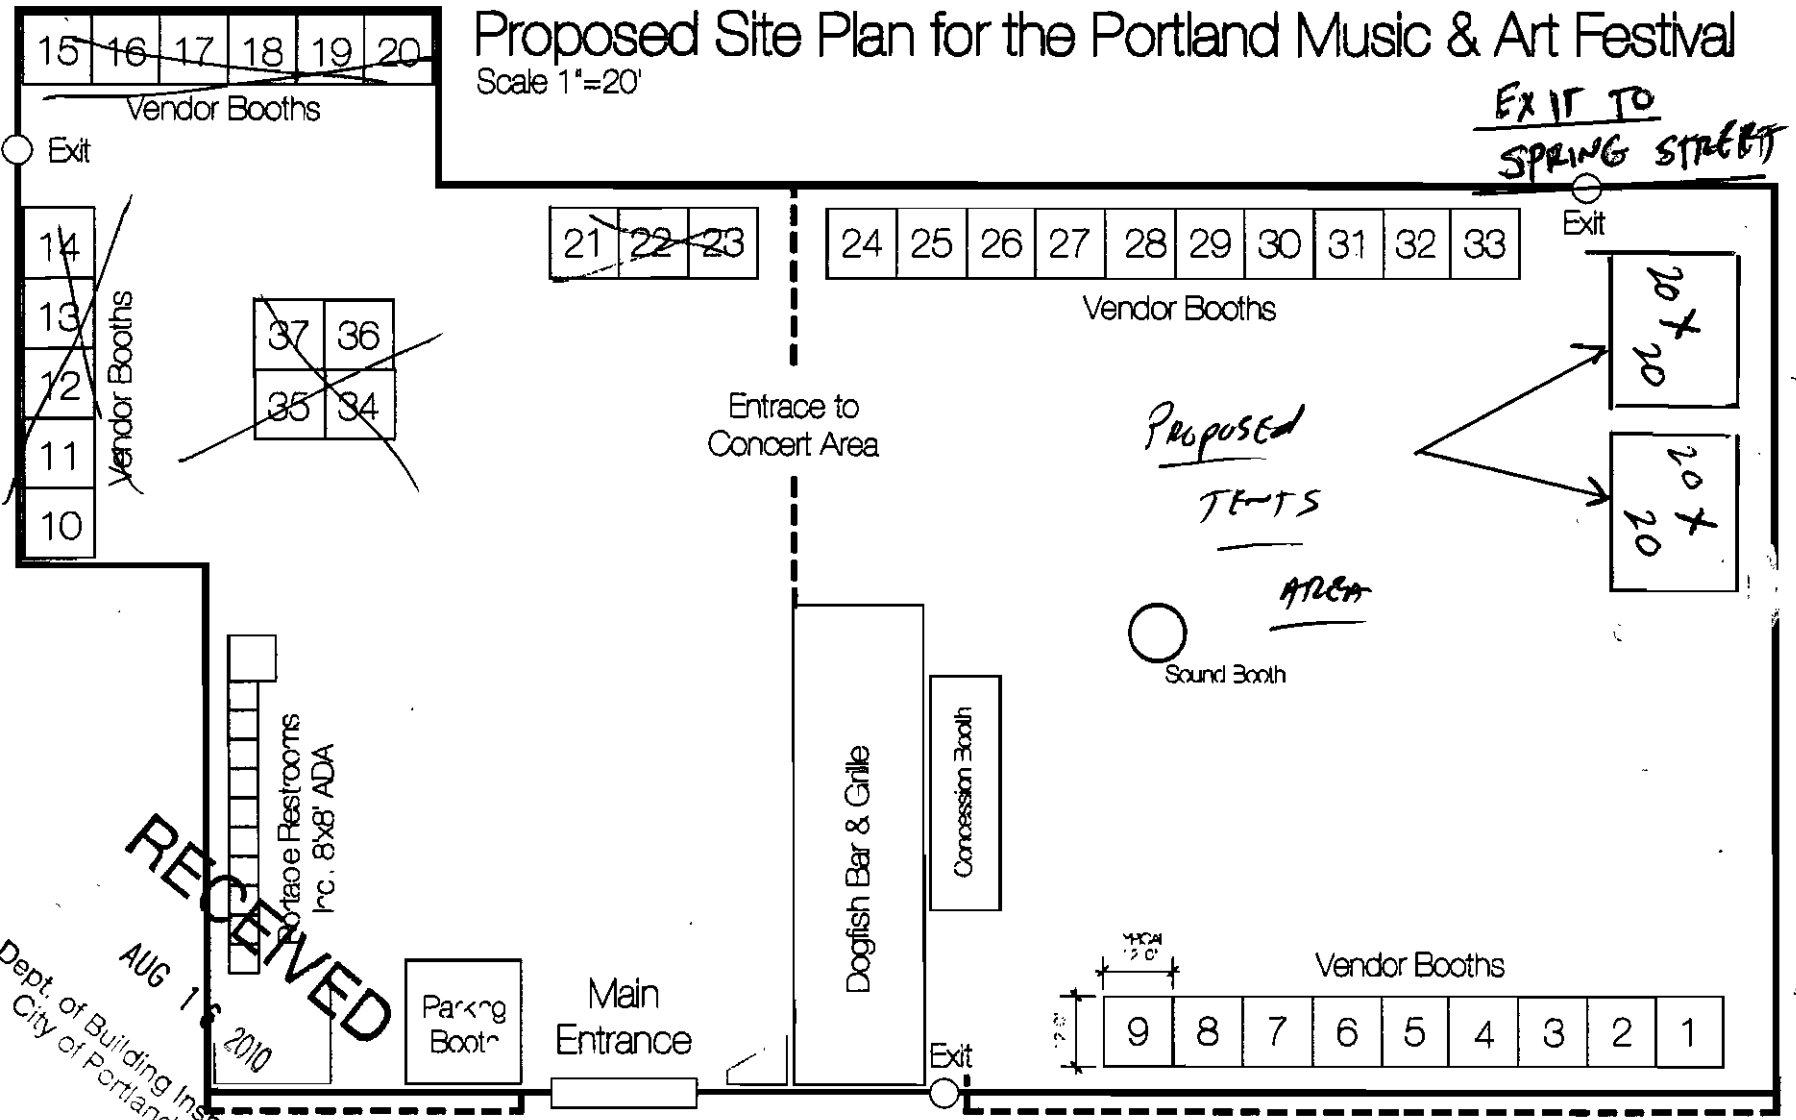 Proposed Site Plan for the Portland Music & Art Festival
Scale 1"=20'
15 16 17 18 19 20
Vendor Booths
Exit
EXIT TO
SPRING STREET
Exit
14
13
12
11
10
Vendor Booths
21 22 23
24 25 26 27 28 29 30 31 32 33
Vendor Booths
37 36
35 34
20 X 20
20 X 20
Entrace to
Concert Area
PROPOSED
TENTS
AREA
Sound Booth
Restrooms
Inc. 8'x8' ADA
Dogfish Bar & Grille
Concession Booth
RECEIVED
AUG 16 2010
Dept. of Building
City of Portland
Parking
Booth
Main
Entrance
Exit
Vendor Booths
9 8 7 6 5 4 3 2 1